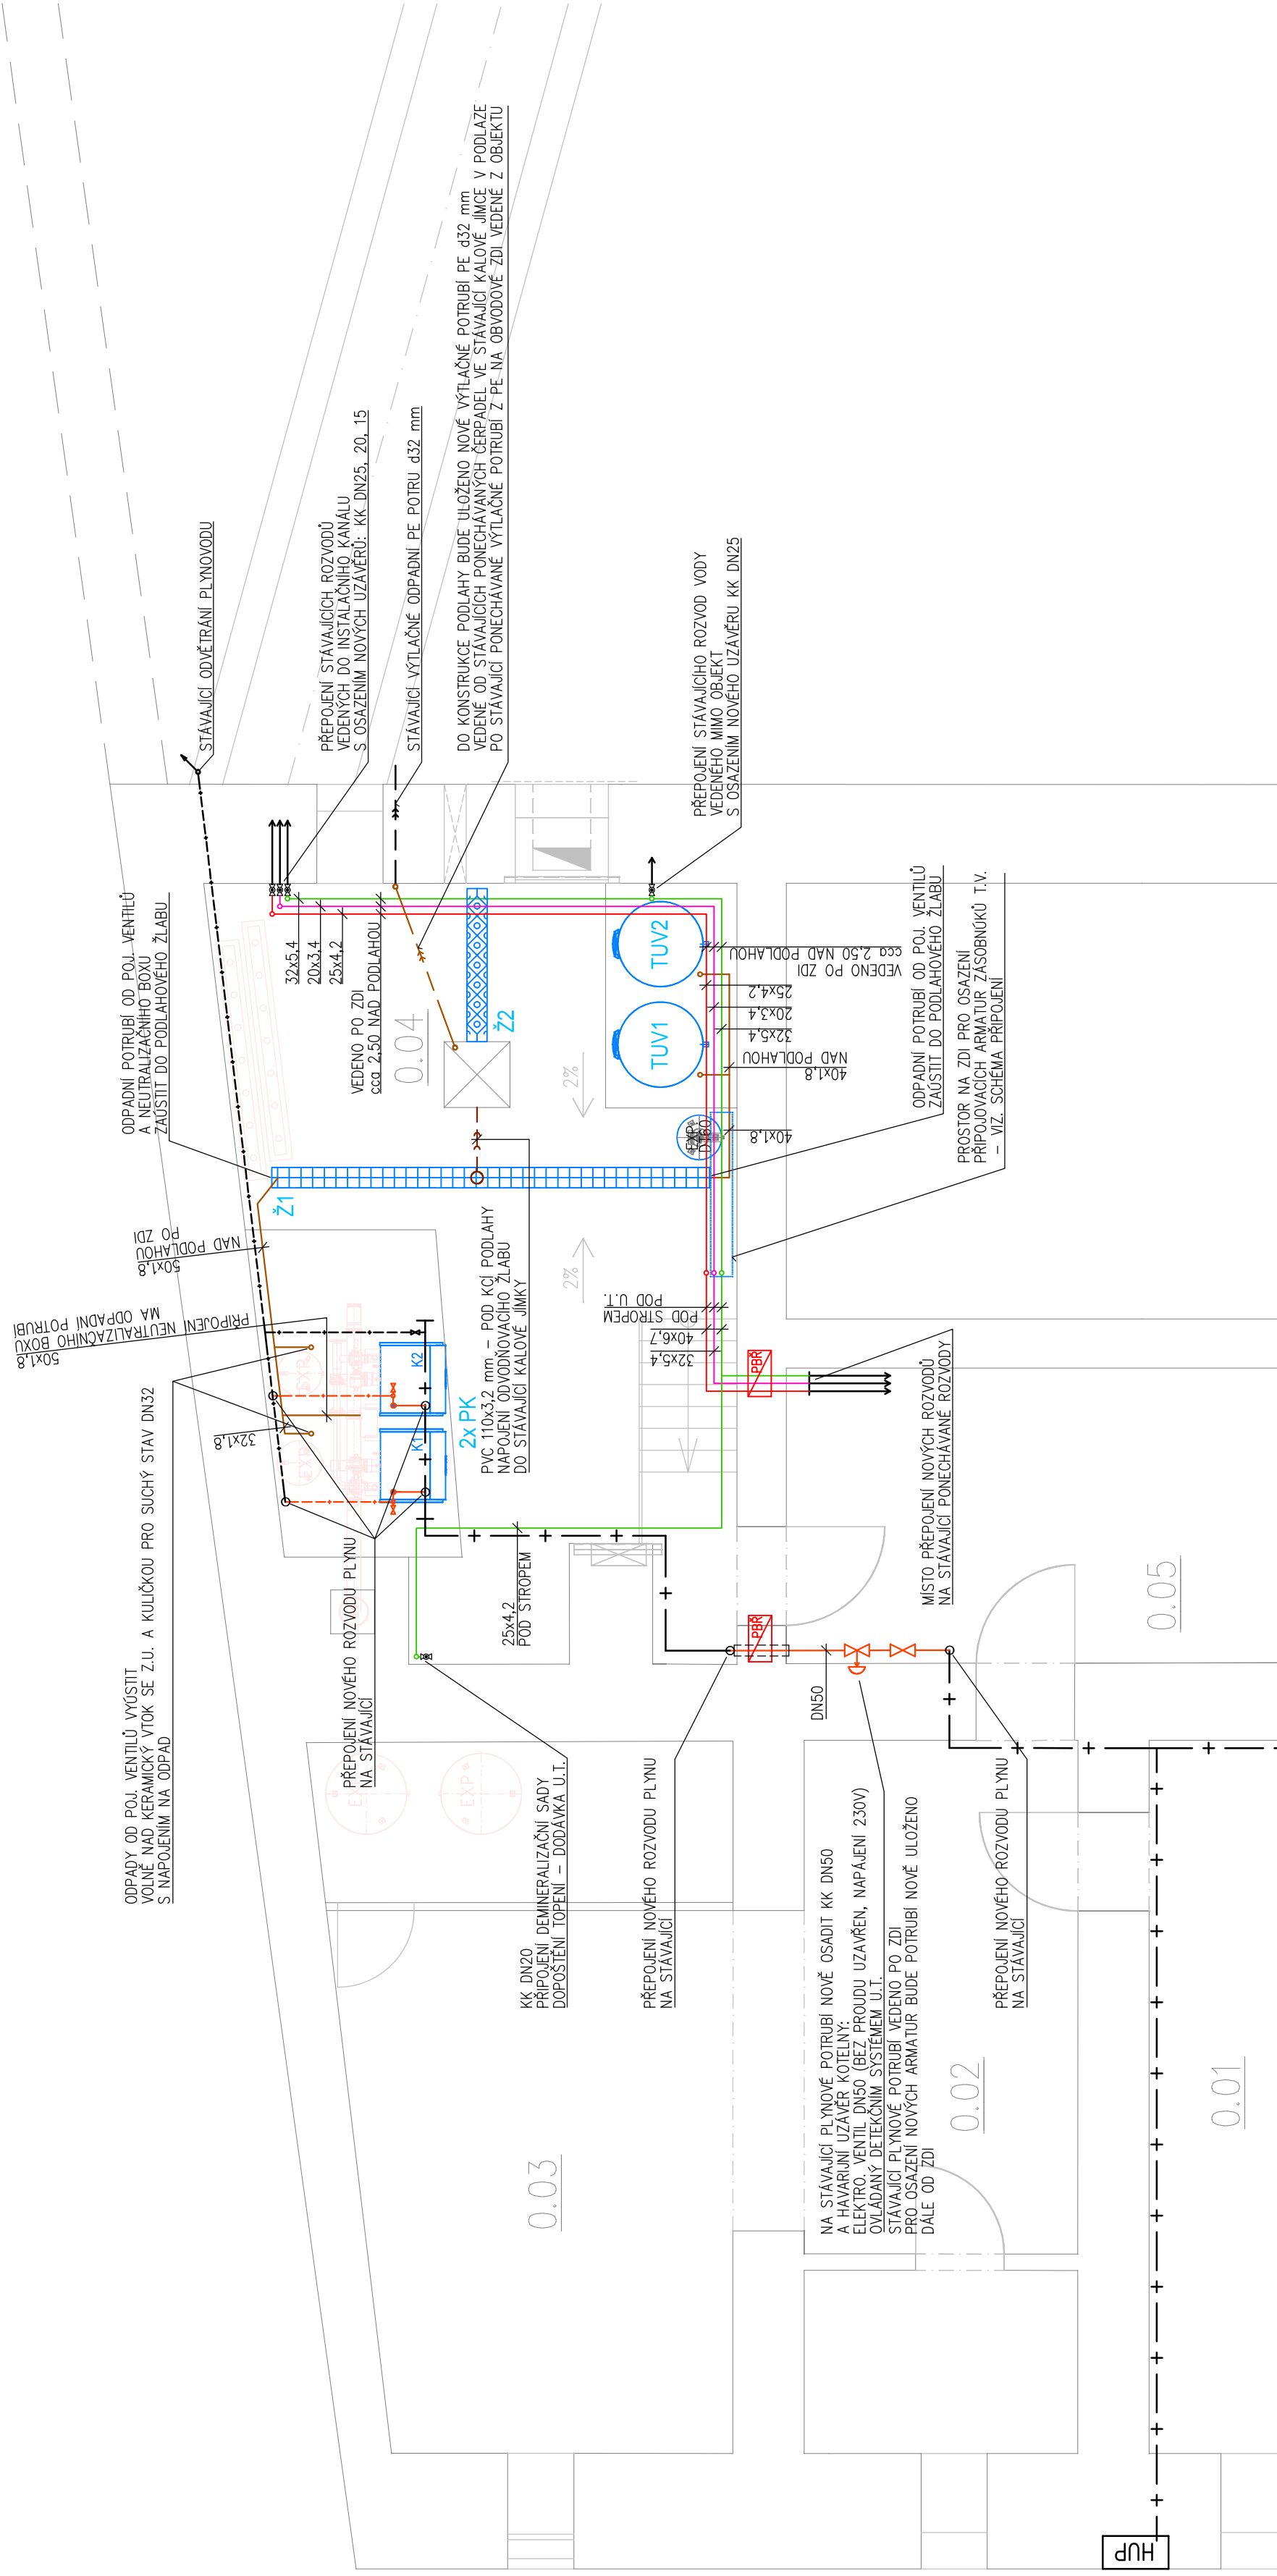 ODPADY OD POJ. VENTILŮ VYÚSTIT
VOLNĚ NAD KERAMICKÝ VTOK SE Z.U. A KULIČKOU PRO SUCHÝ STAV DN32
S NAPOJENÍM NA ODPAD
50x1,8
PŘIPOJENÍ NEUTRALIZAČNÍHO BOXU
MA ODPADNÍ POTRUBÍ
50x1,8
NAD PODLAHOU
PO ZDI
32x1,8
ODPADNÍ POTRUBÍ OD POJ. VENTILŮ
A NEUTRALIZAČNÍHO BOXU
ZAÚSTIT DO PODLAHOVÉHO ŽLABU
STÁVAJÍCÍ ODVĚTRÁNÍ PLYNOVODU
PŘEPOJENÍ STÁVAJÍCÍCH ROZVODŮ
VEDENÝCH DO INSTALAČNÍHO KANÁLU
S OSAZENÍM NOVÝCH UZÁVĚRŮ: KK DN25, 20, 15
STÁVAJÍCÍ VÝTLAČNÉ ODPADNÍ PE POTRU d32 mm
DO KONSTRUKCE PODLAHY BUDE ULOŽENO NOVÉ VÝTLAČNÉ POTRUBÍ PE d32 mm
VEDENÉ OD STÁVAJÍCÍCH PONECHÁVANÝCH ČERPADEL VE STÁVAJÍCÍ KALOVÉ JÍMCE V PODLAZE
PO STÁVAJÍCÍ PONECHÁVANÉ VÝTLAČNÉ POTRUBÍ Z PE NA OBVODOVÉ ZDI VEDENÉ Z OBJEKTU
32x5,4
20x3,4
25x4,2
VEDENO PO ZDI
cca 2,50 NAD PODLAHOU
0.04
Ž1
Ž2
2%
2%
EXP
EXP
K1
K2
2x PK
PŘEPOJENÍ NOVÉHO ROZVODU PLYNU
NA STÁVAJÍCÍ
PVC 110x3,2 mm – POD KCÍ PODLAHY
NAPOJENÍ ODVODŇOVACÍHO ŽLABU
DO STÁVAJÍCÍ KALOVÉ JÍMKY
25x4,2
POD STROPEM
TUV1
TUV2
EXP
PŘEPOJENÍ STÁVAJÍCÍHO ROZVOD VODY
VEDENÉHO MIMO OBJEKT
S OSAZENÍM NOVÉHO UZÁVĚRU KK DN25
VEDENO PO ZDI
cca 2,50 NAD PODLAHOU
25x4,2
20x3,4
32x5,4
40x1,8
NAD PODLAHOU
40x1,8
32x5,4
40x6,7
POD STROPEM
POD U.T.
ODPADNÍ POTRUBÍ OD POJ. VENTILŮ
ZAÚSTIT DO PODLAHOVÉHO ŽLABU
PROSTOR NA ZDI PRO OSAZENÍ
PŘIPOJOVACÍCH ARMATUR ZÁSOBNÚKŮ T.V.
– VIZ. SCHÉMA PŘIPOJENÍ
PBŘ
PBŘ
MÍSTO PŘEPOJENÍ NOVÝCH ROZVODŮ
NA STÁVAJÍCÍ PONECHÁVANÉ ROZVODY
DN50
0.05
EXP
EXP
KK DN20
PŘIPOJENÍ DEMINERALIZAČNÍ SADY
DOPOŠTĚNÍ TOPENÍ – DODÁVKA U.T.
PŘEPOJENÍ NOVÉHO ROZVODU PLYNU
NA STÁVAJÍCÍ
NA STÁVAJÍCÍ PLYNOVÉ POTRUBÍ NOVĚ OSADIT KK DN50
A HAVARIJNÍ UZÁVĚR KOTELNY:
ELEKTRO. VENTIL DN50 (BEZ PROUDU UZAVŘEN, NAPÁJENÍ 230V)
OVLÁDANÝ DETEKČNÍM SYSTÉMEM U.T.
STÁVAJÍCÍ PLYNOVÉ POTRUBÍ VEDENO PO ZDI
PRO OSAZENÍ NOVÝCH ARMATUR BUDE POTRUBÍ NOVĚ ULOŽENO
DÁLE OD ZDI
PŘEPOJENÍ NOVÉHO ROZVODU PLYNU
NA STÁVAJÍCÍ
0.03
0.02
0.01
HUP